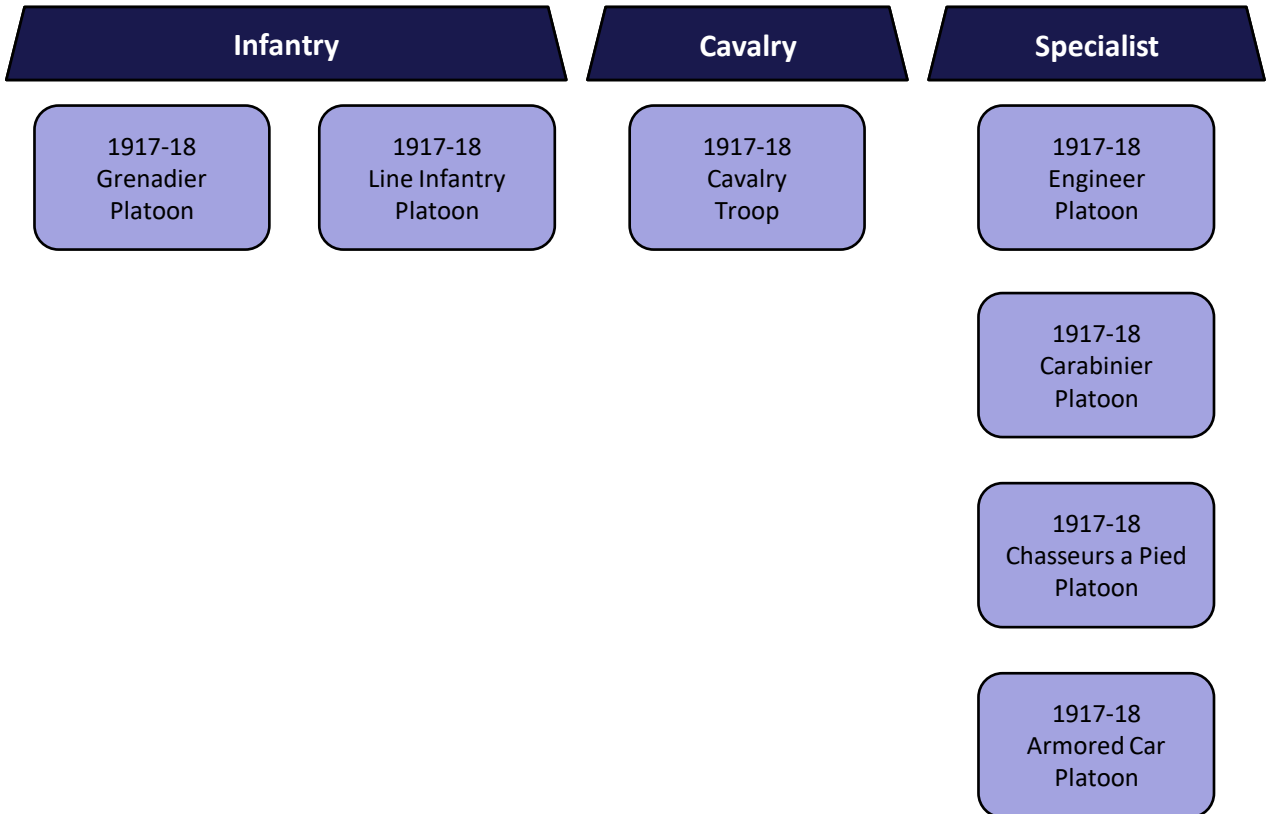 Infantry
Cavalry
Specialist
1917-18
Grenadier
Platoon
1917-18
Line Infantry
Platoon
1917-18
Cavalry
Troop
1917-18
Engineer
Platoon
1917-18
Carabinier
Platoon
1917-18
Chasseurs a Pied
Platoon
1917-18
Armored Car
Platoon